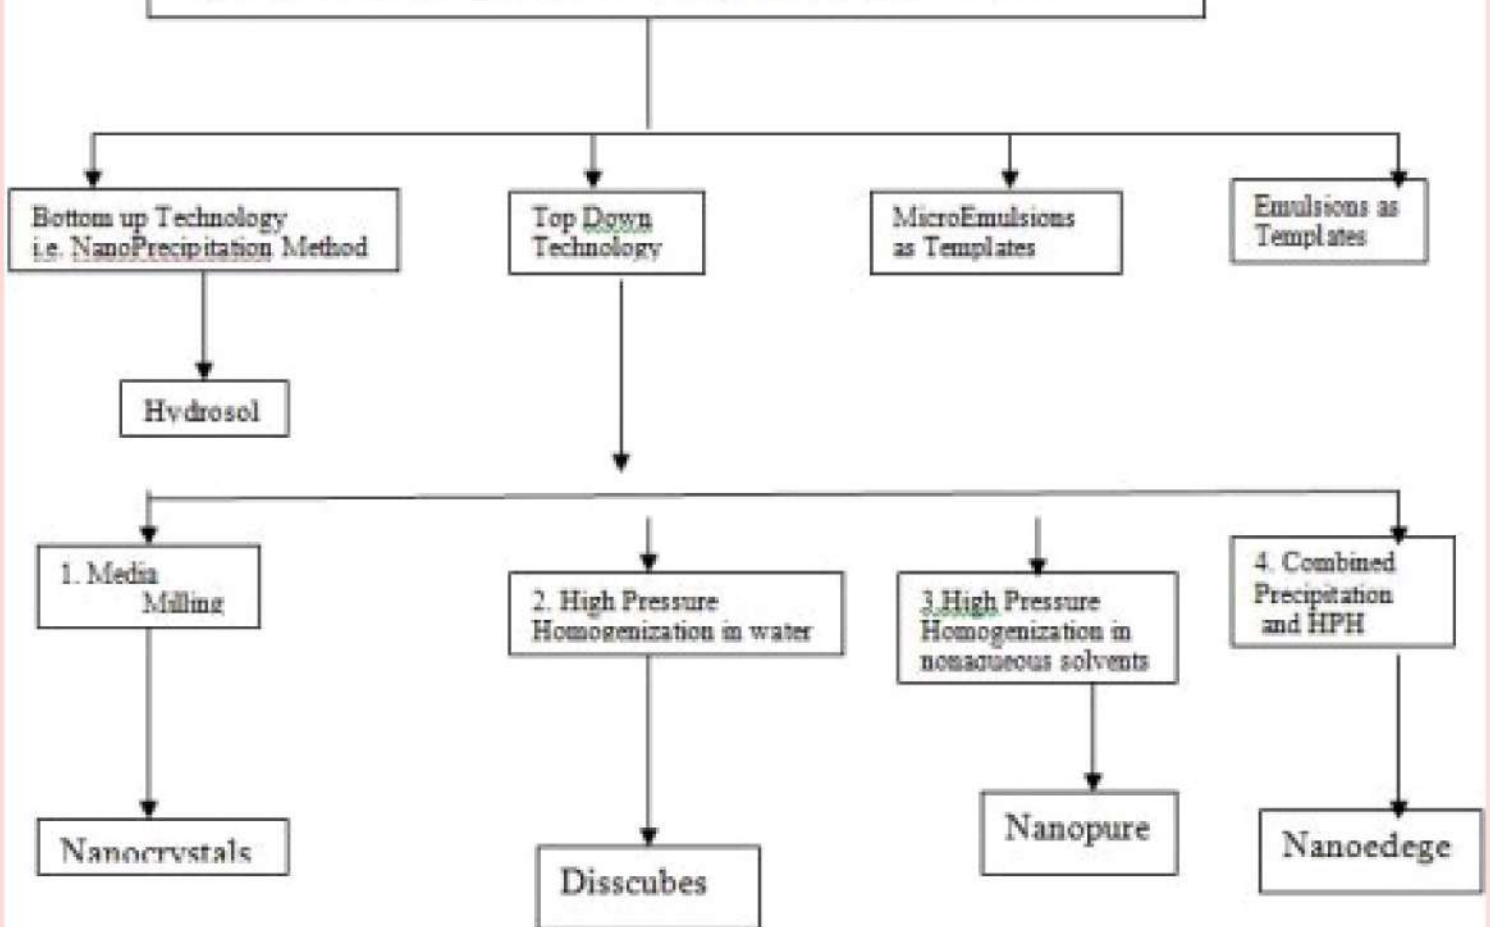 Bottom up Technology
i.e. NanoPrecipitation Method
Top Down
Technology
MicroEmulsions
as Templates
Emulsions as
Templates
Hydrosol
1. Media
Milling
2. High Pressure
Homogenization in water
3.High Pressure
Homogenization in
nonaqueous solvents
4. Combined
Precipitation
and HPH
Nanocrystals
Disscubes
Nanopure
Nanoedege